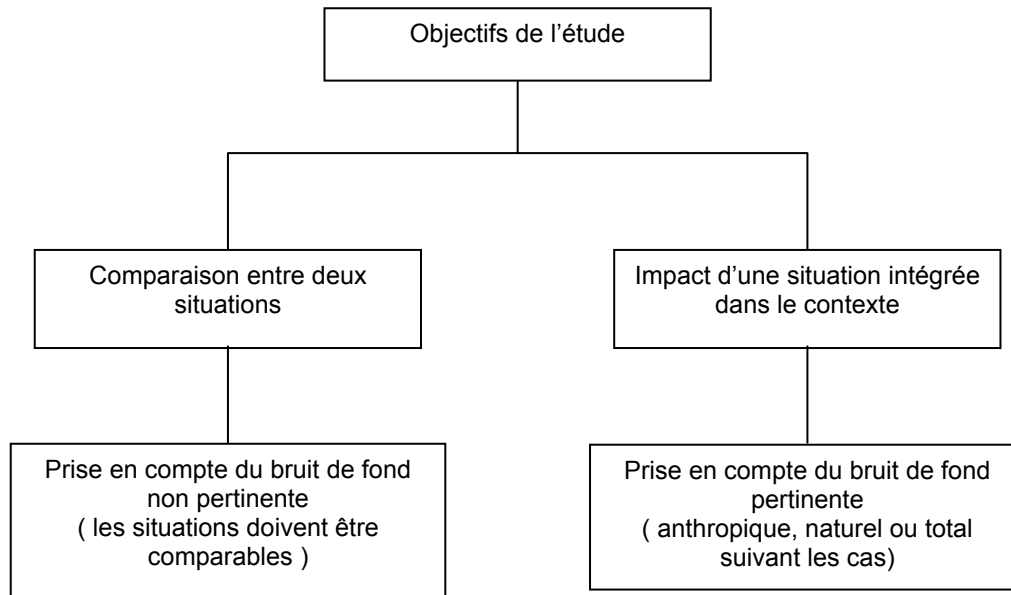 Objectifs de l’étude
Comparaison entre deux
situations
Impact d’une situation intégrée
dans le contexte
Prise en compte du bruit de fond
non pertinente
( les situations doivent être
comparables )
Prise en compte du bruit de fond
pertinente
( anthropique, naturel ou total
suivant les cas)